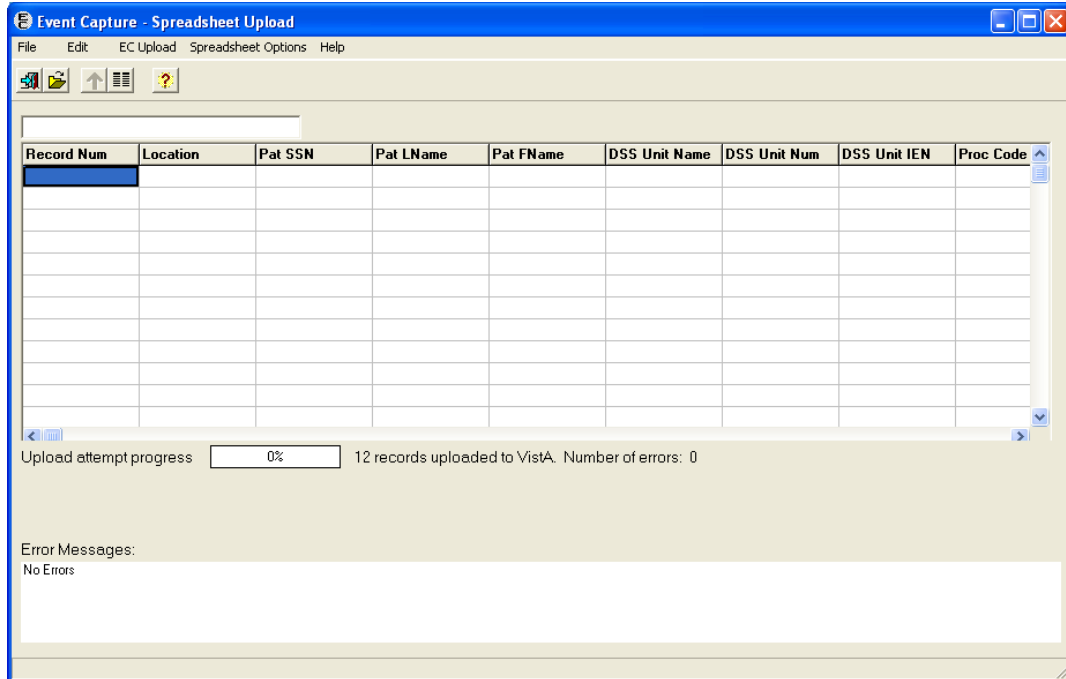 Event Capture - Spreadsheet Upload
File Edit EC Upload Spreadsheet Options Help
Record Num Location Pat SSN Pat LName Pat FName DSS Unit Name DSS Unit Num DSS Unit IEN Proc Code
Upload attempt progress 0% 12 records uploaded to VistA. Number of errors: 0
Error Messages:
No Errors